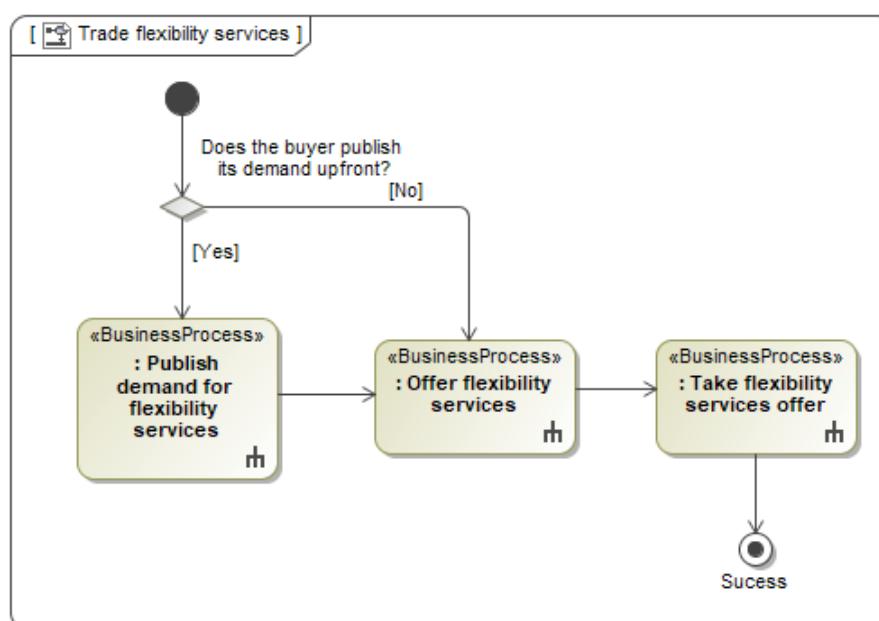 [ Trade flexibility services ]
Does the buyer publish
its demand upfront?
[No]
[Yes]
«BusinessProcess»
: Publish
demand for
flexibility
services
«BusinessProcess»
: Offer flexibility
services
«BusinessProcess»
: Take flexibility
services offer
Sucess